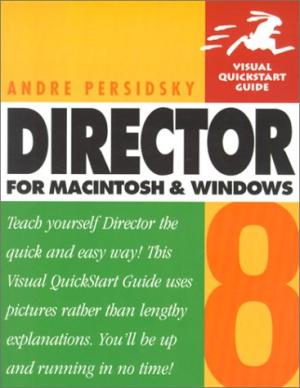 VISUAL
QUICKSTART
GUIDE
ANDRE PERSIDSKY
DIRECTOR
FOR MACINTOSH & WINDOWS
8
Teach yourself Director the
quick and easy way! This
Visual QuickStart Guide uses
pictures rather than lengthy
explanations. You'll be up
and running in no time!